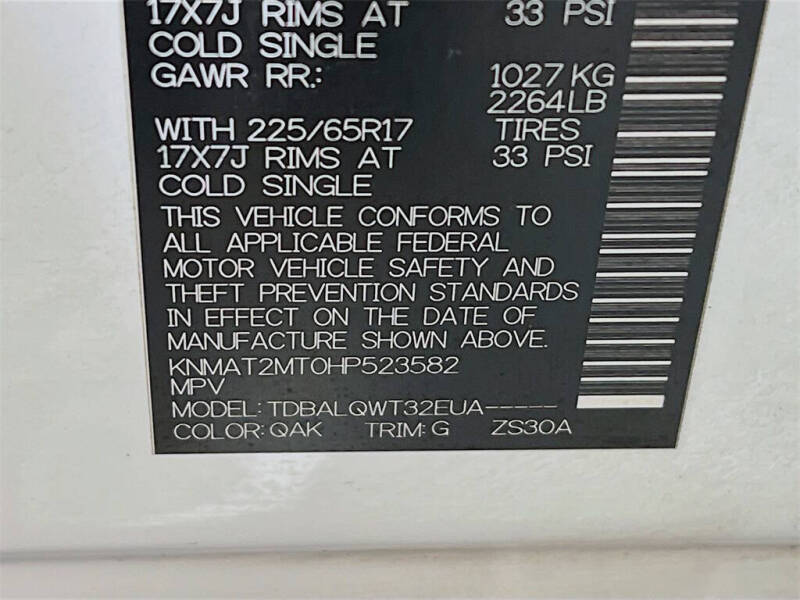 17X7J RIMS AT 33 PSI
COLD SINGLE
GAWR RR.: 1027 KG
2264LB
WITH 225/65R17 TIRES
17X7J RIMS AT 33 PSI
COLD SINGLE
THIS VEHICLE CONFORMS TO
ALL APPLICABLE FEDERAL
MOTOR VEHICLE SAFETY AND
THEFT PREVENTION STANDARDS
IN EFFECT ON THE DATE OF
MANUFACTURE SHOWN ABOVE.
KNMAT2MT0HP523582
MPV
MODEL: TDBALQWT32EUA-----
COLOR: QAK TRIM: G ZS30A